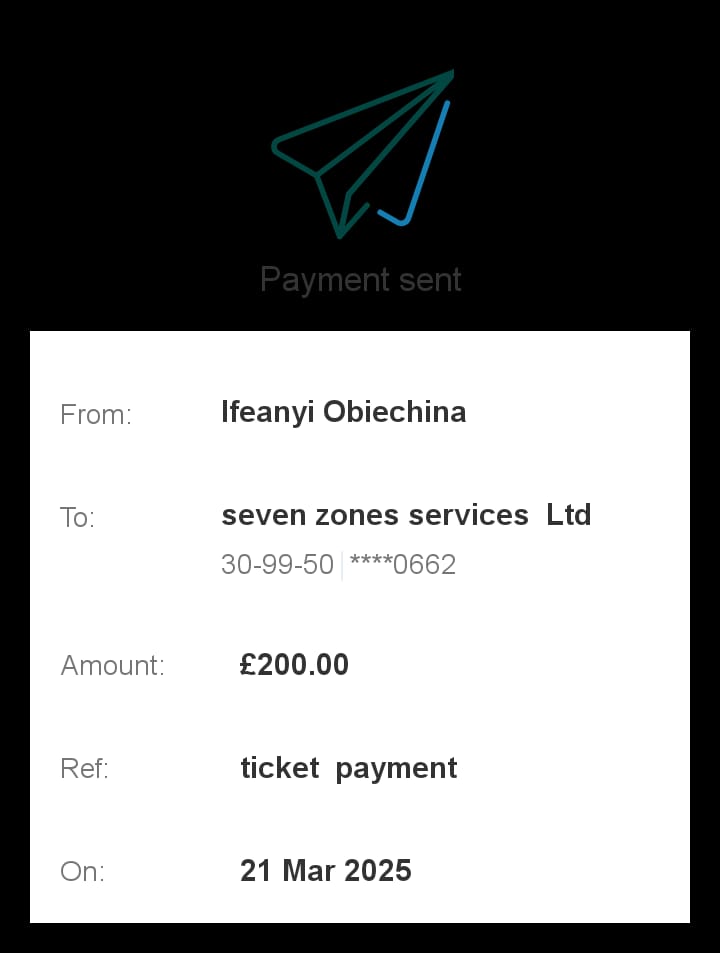 Payment sent
From: Ifeanyi Obiechina
To: seven zones services  Ltd
30-99-50 | ****0662
Amount: £200.00
Ref: ticket  payment
On: 21 Mar 2025